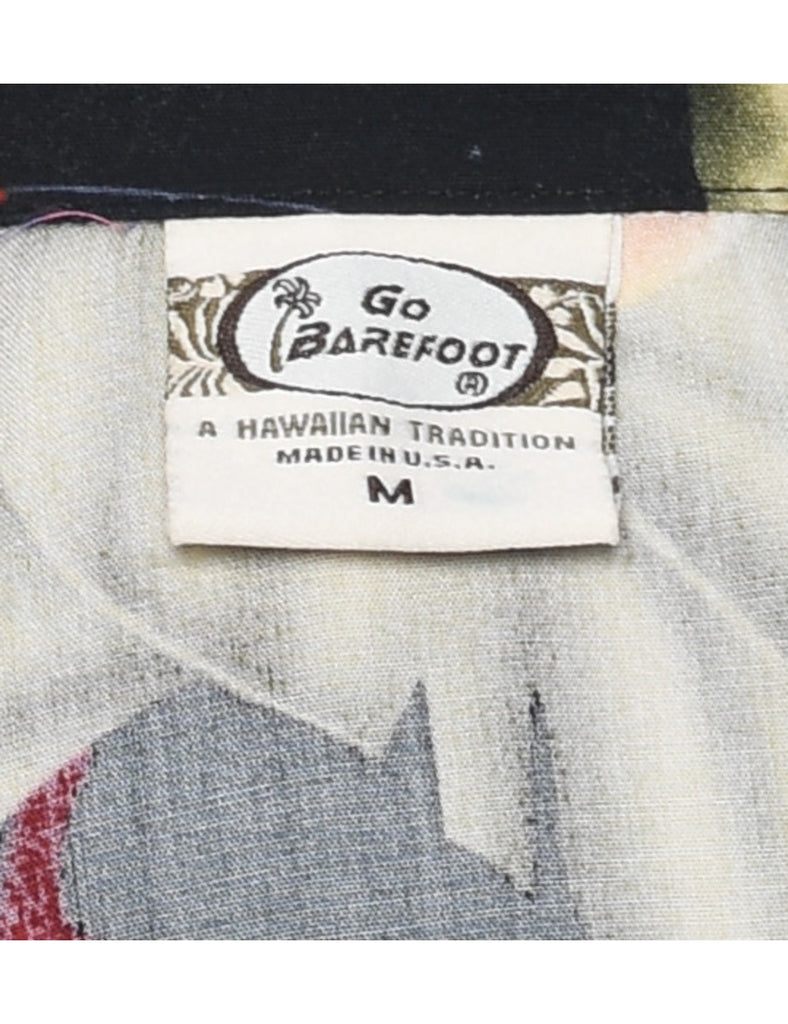 Go
BAREFOOT
®
A HAWAIIAN TRADITION
MADE IN U.S.A.
M